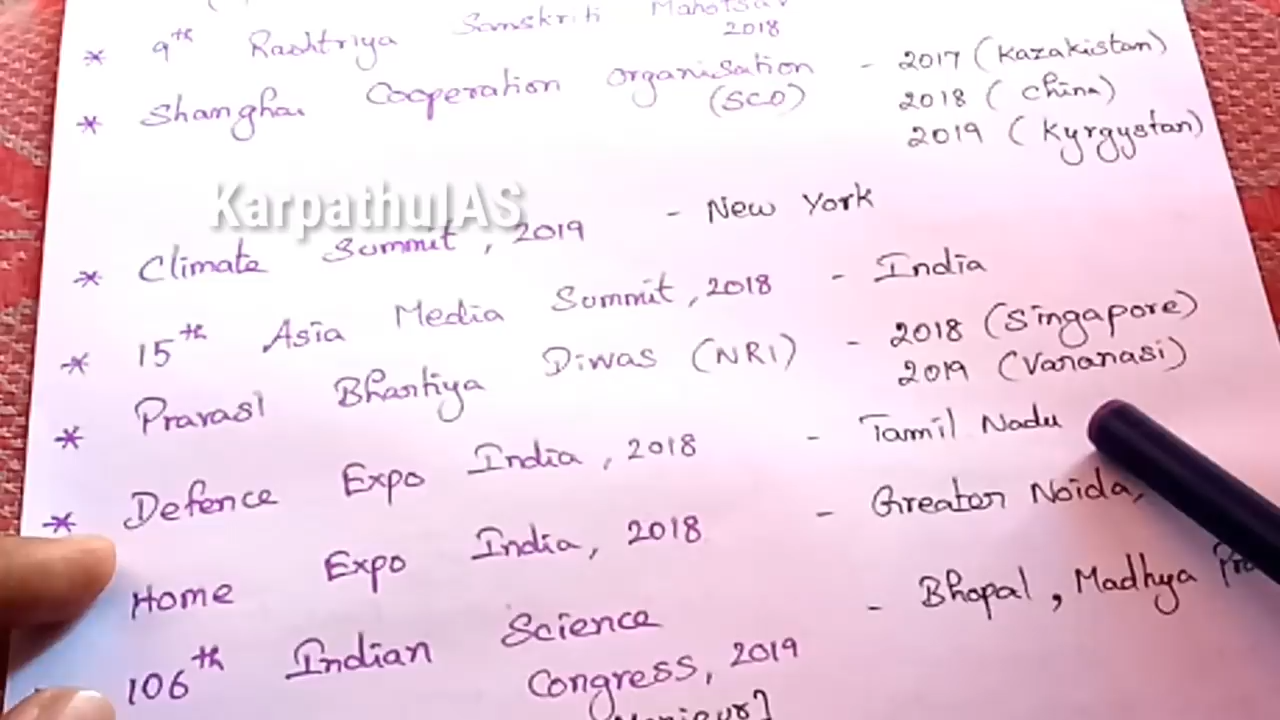 * 9th Rashtriya Sanskriti Mahotsav 2018
* Shanghai Cooperation Organisation (SCO) - 2017 (Kazakistan)
2018 (China)
2019 (Kyrgystan)
KarpathuIAS
* Climate Summit, 2019 - New York
* 15th Asia Media Summit, 2018 - India
* Pravasi Bhartiya Diwas (NRI) - 2018 (Singapore)
2019 (Varanasi)
* Defence Expo India, 2018 - Tamil Nadu
Home Expo India, 2018 - Greater Noida,
106th Indian Science Congress, 2019 - Bhopal, Madhya